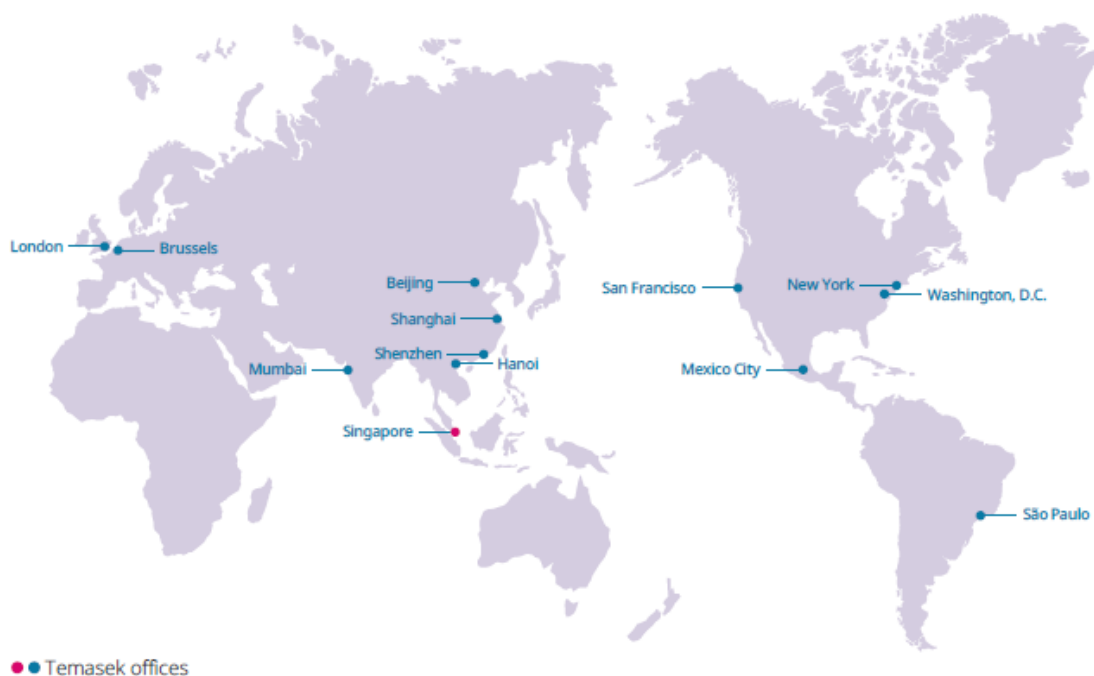 London
Brussels
Beijing
San Francisco
New York
Washington, D.C.
Shanghai
Shenzhen
Hanoi
Mumbai
Mexico City
Singapore
São Paulo
Temasek offices